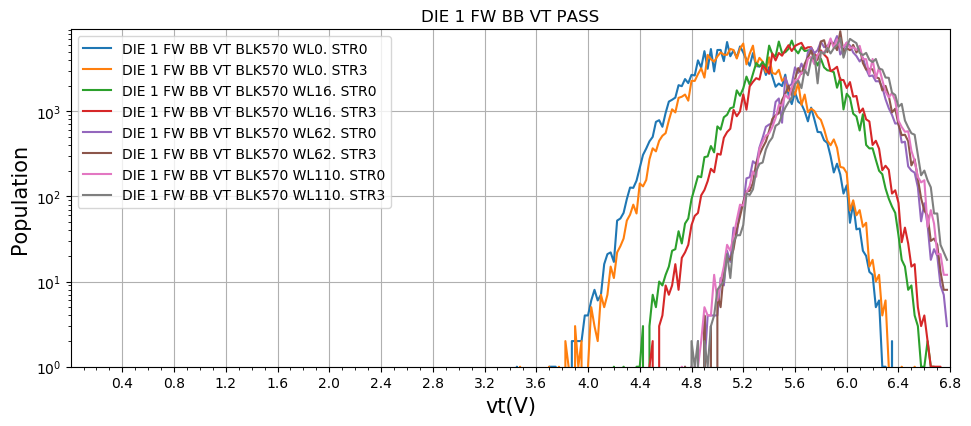 DIE 1 FW BB VT PASS
DIE 1 FW BB VT BLK570 WL0. STR0
DIE 1 FW BB VT BLK570 WL0. STR3
DIE 1 FW BB VT BLK570 WL16. STR0
DIE 1 FW BB VT BLK570 WL16. STR3
DIE 1 FW BB VT BLK570 WL62. STR0
DIE 1 FW BB VT BLK570 WL62. STR3
DIE 1 FW BB VT BLK570 WL110. STR0
DIE 1 FW BB VT BLK570 WL110. STR3
Population
10³
10²
10¹
10⁰
0.4 0.8 1.2 1.6 2.0 2.4 2.8 3.2 3.6 4.0 4.4 4.8 5.2 5.6 6.0 6.4 6.8
vt(V)